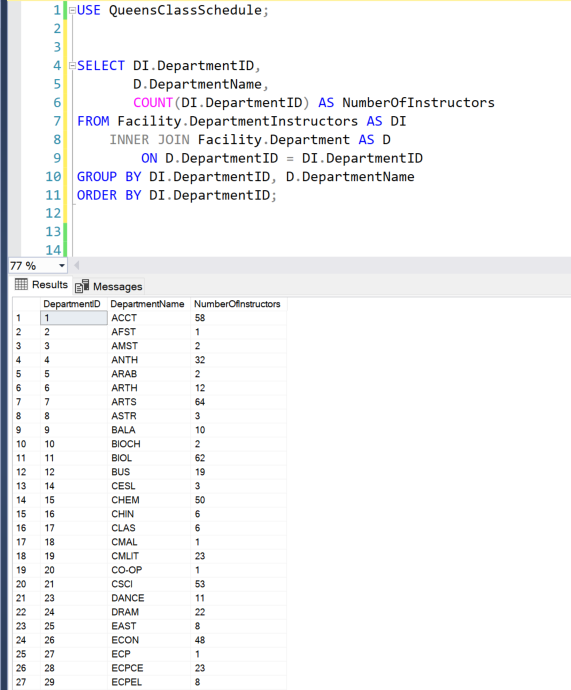 1 USE QueensClassSchedule;
2
3
4 SELECT DI.DepartmentID,
5 D.DepartmentName,
6 COUNT(DI.DepartmentID) AS NumberOfInstructors
7 FROM Facility.DepartmentInstructors AS DI
8 INNER JOIN Facility.Department AS D
9 ON D.DepartmentID = DI.DepartmentID
10 GROUP BY DI.DepartmentID, D.DepartmentName
11 ORDER BY DI.DepartmentID;
12
13
14
77 %
Results Messages
DepartmentID DepartmentName NumberOfInstructors
1 1 ACCT 58
2 2 AFST 1
3 3 AMST 2
4 4 ANTH 32
5 5 ARAB 2
6 6 ARTH 12
7 7 ARTS 64
8 8 ASTR 3
9 9 BALA 10
10 10 BIOCH 2
11 11 BIOL 62
12 12 BUS 19
13 14 CESL 3
14 15 CHEM 50
15 16 CHIN 6
16 17 CLAS 6
17 18 CMAL 1
18 19 CMLIT 23
19 20 CO-OP 1
20 21 CSCI 53
21 23 DANCE 11
22 24 DRAM 22
23 25 EAST 8
24 26 ECON 48
25 27 ECP 1
26 28 ECPCE 23
27 29 ECPEL 8